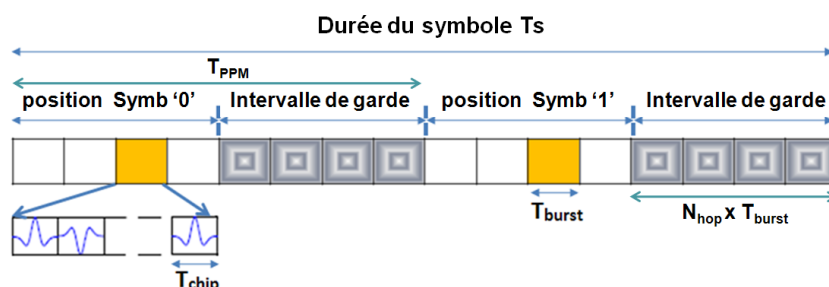 Durée du symbole Ts
TPPM
position Symb ‘0’ Intervalle de garde position Symb ‘1’ Intervalle de garde
Tburst
Nhop x Tburst
Tchip